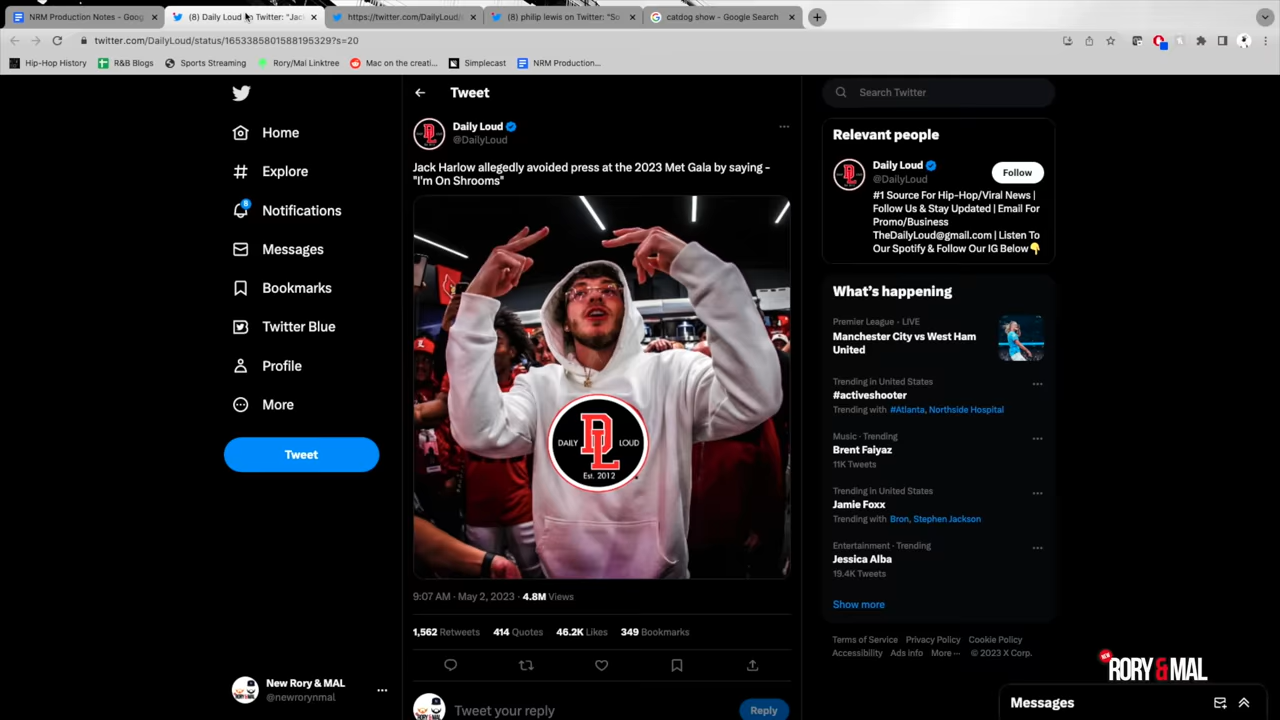 NRM Production Notes - Goog
(8) Daily Loud on Twitter: "Jac
https://twitter.com/DailyLoud/
(8) philip lewis on Twitter: "So
catdog show - Google Search
twitter.com/DailyLoud/status/1653385801588195329?s=20
Hip-Hop History
R&B Blogs
Sports Streaming
Rory/Mal Linktree
Mac on the creati...
Simplecast
NRM Production...
Home
Explore
8
Notifications
Messages
Bookmarks
Twitter Blue
Profile
More
Tweet
New Rory & MAL
@newrorynmal
Tweet
Daily Loud
@DailyLoud
Jack Harlow allegedly avoided press at the 2023 Met Gala by saying -
"I'm On Shrooms"
DAILY DL LOUD
Est. 2012
9:07 AM · May 2, 2023 · 4.8M Views
1,562 Retweets 414 Quotes 46.2K Likes 349 Bookmarks
Tweet your reply
Reply
Search Twitter
Relevant people
Daily Loud
@DailyLoud
Follow
#1 Source For Hip-Hop/Viral News |
Follow Us & Stay Updated | Email For
Promo/Business
TheDailyLoud@gmail.com | Listen To
Our Spotify & Follow Our IG Below👇
What's happening
Premier League · LIVE
Manchester City vs West Ham
United
Trending in United States
#activeshooter
Trending with #Atlanta, Northside Hospital
Music · Trending
Brent Faiyaz
11K Tweets
Trending in United States
Jamie Foxx
Trending with Bron, Stephen Jackson
Entertainment · Trending
Jessica Alba
19.4K Tweets
Show more
Terms of Service Privacy Policy Cookie Policy
Accessibility Ads info More ··· © 2023 X Corp.
NEW
RORY & MAL
Messages